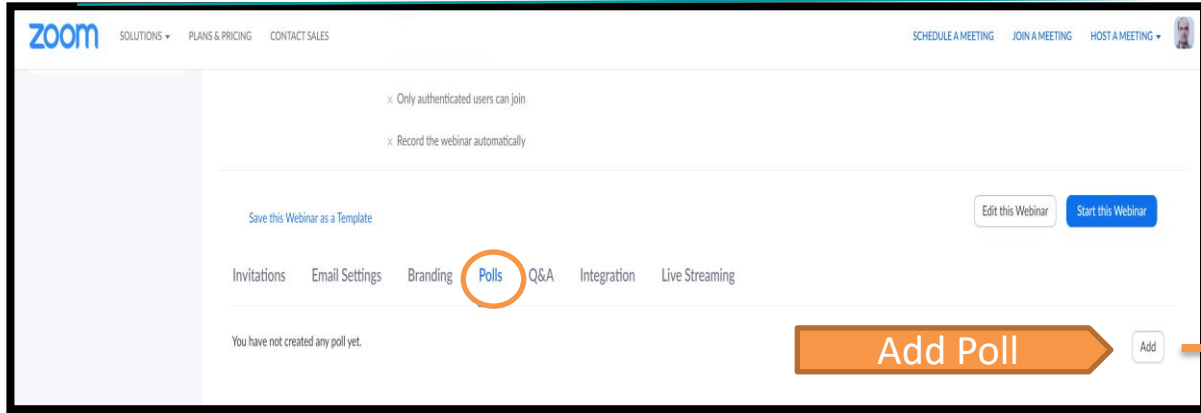 zoom SOLUTIONS PLANS & PRICING CONTACT SALES SCHEDULE A MEETING JOIN A MEETING HOST A MEETING
x Only authenticated users can join
x Record the webinar automatically
Save this Webinar as a Template Edit this Webinar Start this Webinar
Invitations Email Settings Branding Polls Q&A Integration Live Streaming
You have not created any poll yet. Add Poll Add